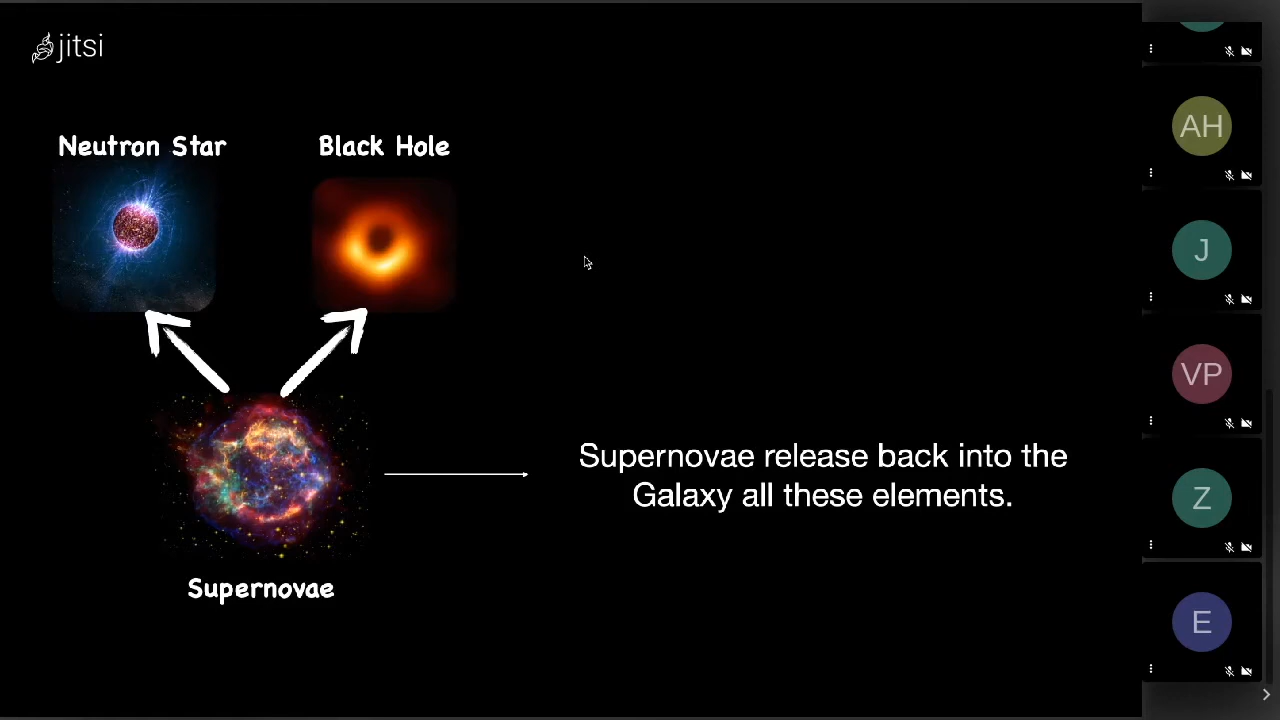 jitsi
Neutron Star
Black Hole
Supernovae release back into the
Galaxy all these elements.
Supernovae
AH
J
VP
Z
E